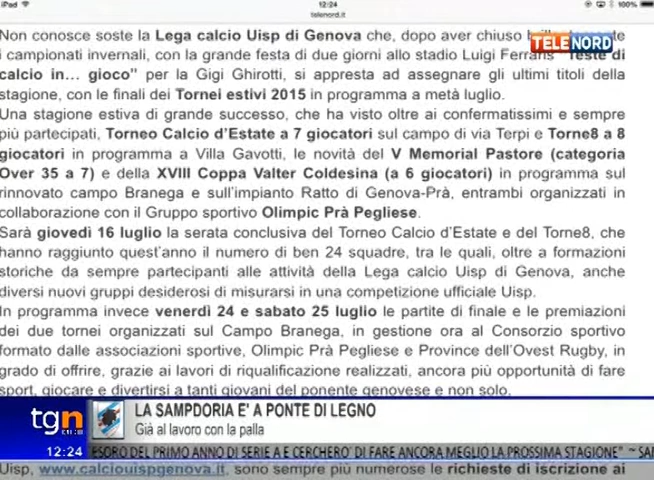 iPad
12:24
100%
telenord.it
TELENORD
Non conosce soste la Lega calcio Uisp di Genova che, dopo aver chiuso
i campionati invernali, con la grande festa di due giorni allo stadio Luigi Ferraris "Teste di
calcio in... gioco" per la Gigi Ghirotti, si appresta ad assegnare gli ultimi titoli della
stagione, con le finali dei Tornei estivi 2015 in programma a metà luglio.
Una stagione estiva di grande successo, che ha visto oltre ai confermatissimi e sempre
più partecipati, Torneo Calcio d'Estate a 7 giocatori sul campo di via Terpi e Torne8 a 8
giocatori in programma a Villa Gavotti, le novità del V Memorial Pastore (categoria
Over 35 a 7) e della XVIII Coppa Valter Coldesina (a 6 giocatori) in programma sul
rinnovato campo Branega e sull'impianto Ratto di Genova-Prà, entrambi organizzati in
collaborazione con il Gruppo sportivo Olimpic Prà Pegliese.
Sarà giovedì 16 luglio la serata conclusiva del Torneo Calcio d'Estate e del Torne8, che
hanno raggiunto quest'anno il numero di ben 24 squadre, tra le quali, oltre a formazioni
storiche da sempre partecipanti alle attività della Lega calcio Uisp di Genova, anche
diversi nuovi gruppi desiderosi di misurarsi in una competizione ufficiale Uisp.
In programma invece venerdì 24 e sabato 25 luglio le partite di finale e le premiazioni
dei due tornei organizzati sul Campo Branega, in gestione ora al Consorzio sportivo
formato dalle associazioni sportive, Olimpic Prà Pegliese e Province dell'Ovest Rugby, in
grado di offrire, grazie ai lavori di riqualificazione realizzati, ancora più opportunità di fare
sport, giocare e divertirsi a tanti giovani del ponente genovese e non solo.
tgn
LA SAMPDORIA E' A PONTE DI LEGNO
Già al lavoro con la palla
12:24
ESORO DEL PRIMO ANNO DI SERIE A E CERCHERO' DI FARE ANCORA MEGLIO LA PROSSIMA STAGIONE" ~ SAN
Uisp, www.calciouispgenova.it, sono sempre più numerose le richieste di iscrizione ai